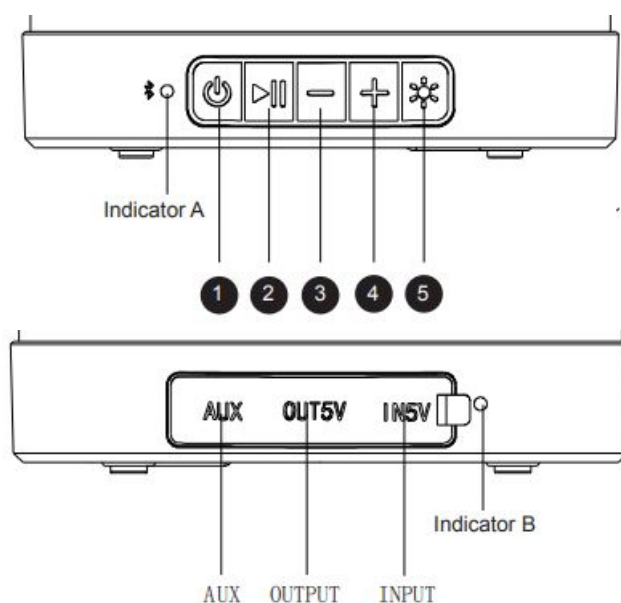 Indicator A
1 2 3 4 5
AUX OUT5V IN5V
Indicator B
AUX OUTPUT INPUT